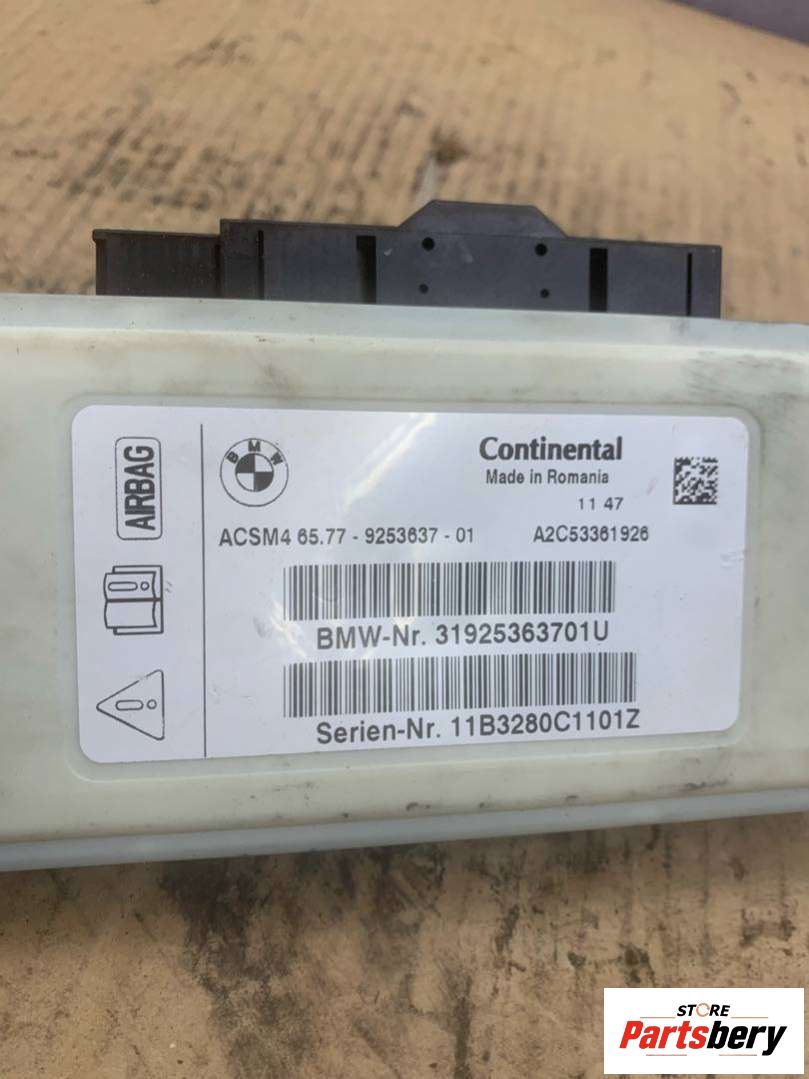 AIRBAG
BMW
Continental
Made in Romania
11 47
ACSM4 65.77 - 9253637 - 01 A2C53361926
BMW-Nr. 31925363701U
Serien-Nr. 11B3280C1101Z
STORE
Partsbery